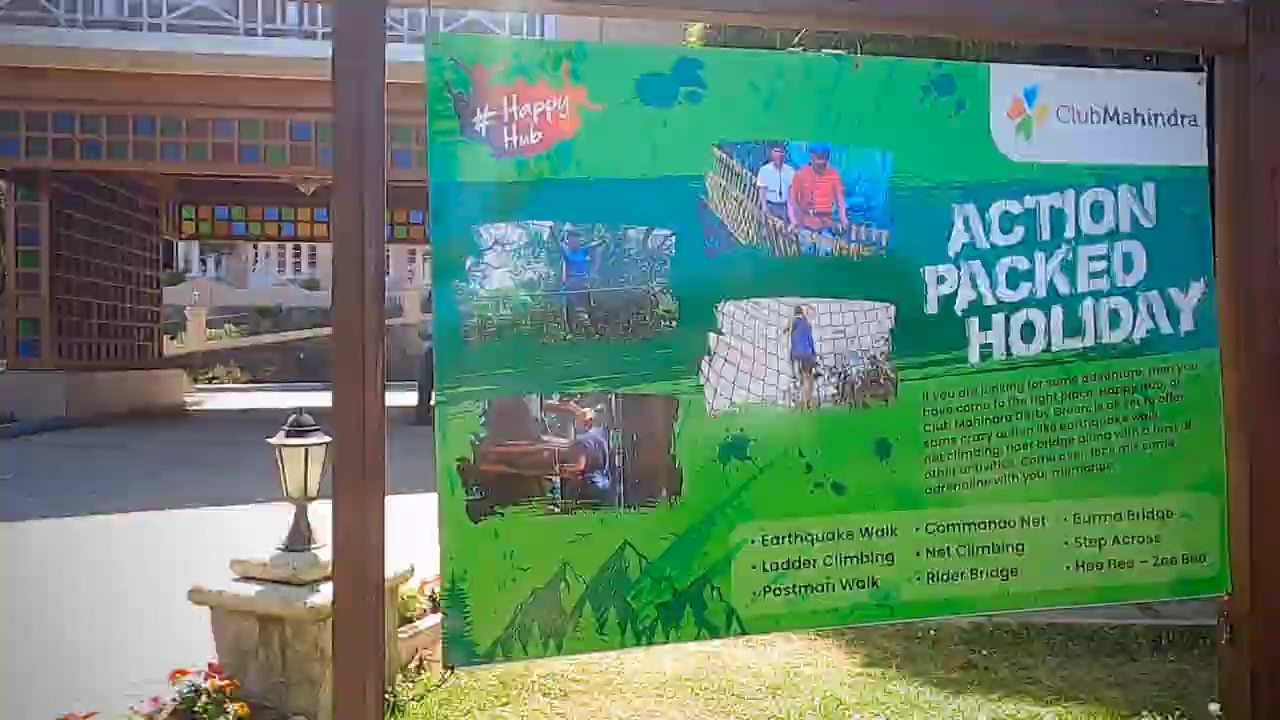 # Happy
Hub
ClubMahindra
ACTION
PACKED
HOLIDAY
If you are looking for some adventure, then you
have come to the right place. Happy Hub, at
Club Mahindra Derby Green, is all set to offer
some crazy action like earthquake walk,
net climbing, rider bridge along with a host of
other activities. Come over, let's mix some
adrenaline with your
• Earthquake Walk
• Ladder Climbing
• Postman Walk
• Commando Net
• Net Climbing
• Rider Bridge
• Burma Bridge
• Step Across
• Hee Bee – Zee Bee